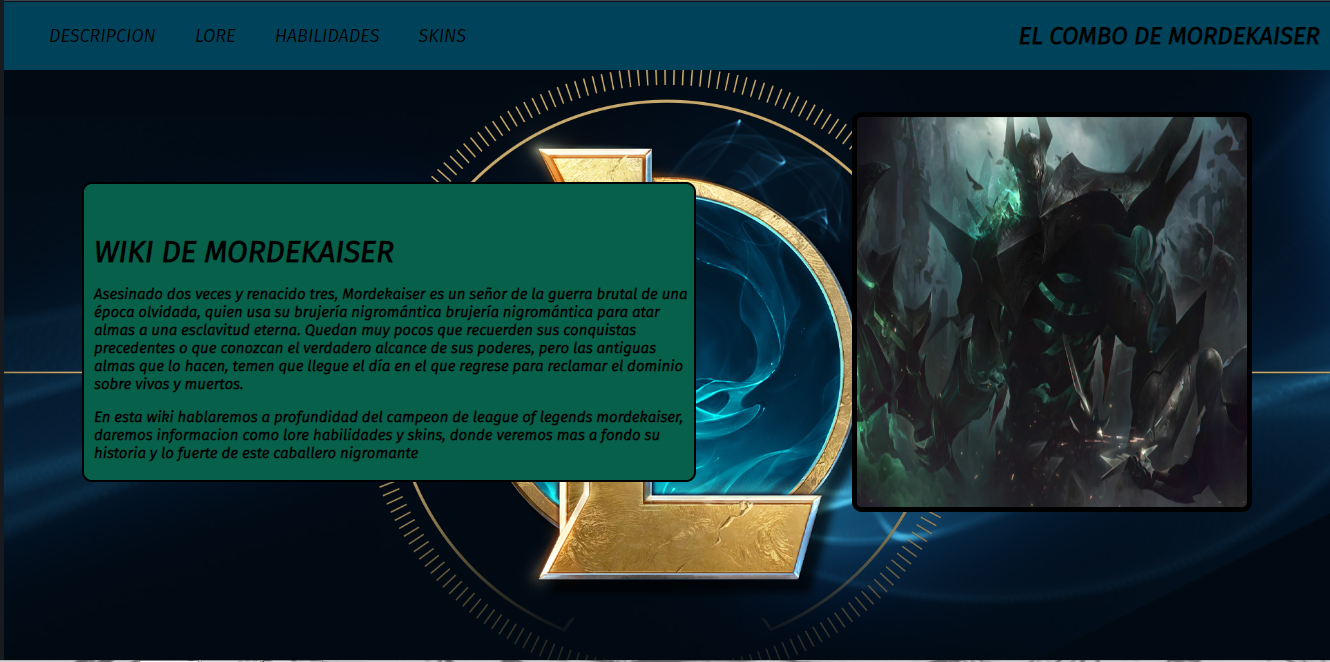 DESCRIPCION LORE HABILIDADES SKINS EL COMBO DE MORDEKAISER
WIKI DE MORDEKAISER
Asesinado dos veces y renacido tres, Mordekaiser es un señor de la guerra brutal de una
época olvidada, quien usa su brujería nigromántica brujería nigromántica para atar
almas a una esclavitud eterna. Quedan muy pocos que recuerden sus conquistas
precedentes o que conozcan el verdadero alcance de sus poderes, pero las antiguas
almas que lo hacen, temen que llegue el día en el que regrese para reclamar el dominio
sobre vivos y muertos.
En esta wiki hablaremos a profundidad del campeon de league of legends mordekaiser,
daremos informacion como lore habilidades y skins, donde veremos mas a fondo su
historia y lo fuerte de este caballero nigromante